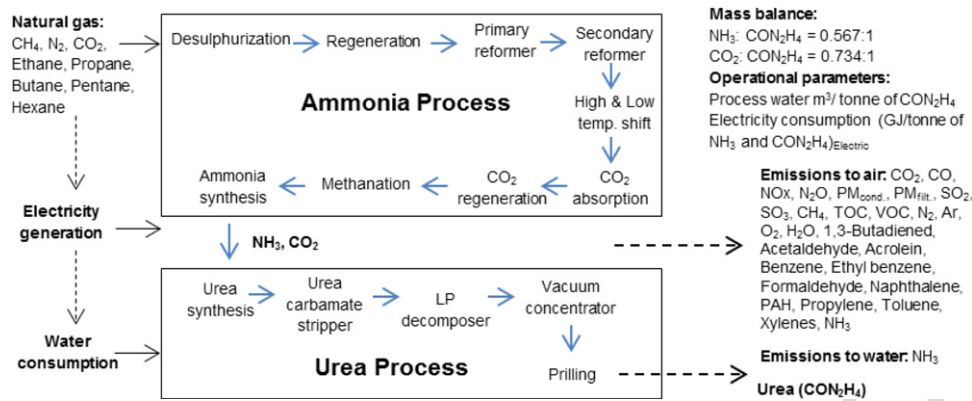 Natural gas:
CH₄, N₂, CO₂,
Ethane, Propane,
Butane, Pentane,
Hexane
Electricity
generation
Water
consumption
Desulphurization
Regeneration
Primary
reformer
Secondary
reformer
Ammonia Process
High & Low
temp. shift
Ammonia
synthesis
Methanation
CO₂
regeneration
CO₂
absorption
NH₃, CO₂
Urea
synthesis
Urea
carbamate
stripper
LP
decomposer
Vacuum
concentrator
Urea Process
Prilling
Mass balance:
NH₃: CON₂H₄ = 0.567:1
CO₂: CON₂H₄ = 0.734:1
Operational parameters:
Process water m³/ tonne of CON₂H₄
Electricity consumption (GJ/tonne of
NH₃ and CON₂H₄)Electric
Emissions to air: CO₂, CO,
NOx, N₂O, PMcond., PMfilt., SO₂,
SO₃, CH₄, TOC, VOC, N₂, Ar,
O₂, H₂O, 1,3-Butadiened,
Acetaldehyde, Acrolein,
Benzene, Ethyl benzene,
Formaldehyde, Naphthalene,
PAH, Propylene, Toluene,
Xylenes, NH₃
Emissions to water: NH₃
Urea (CON₂H₄)